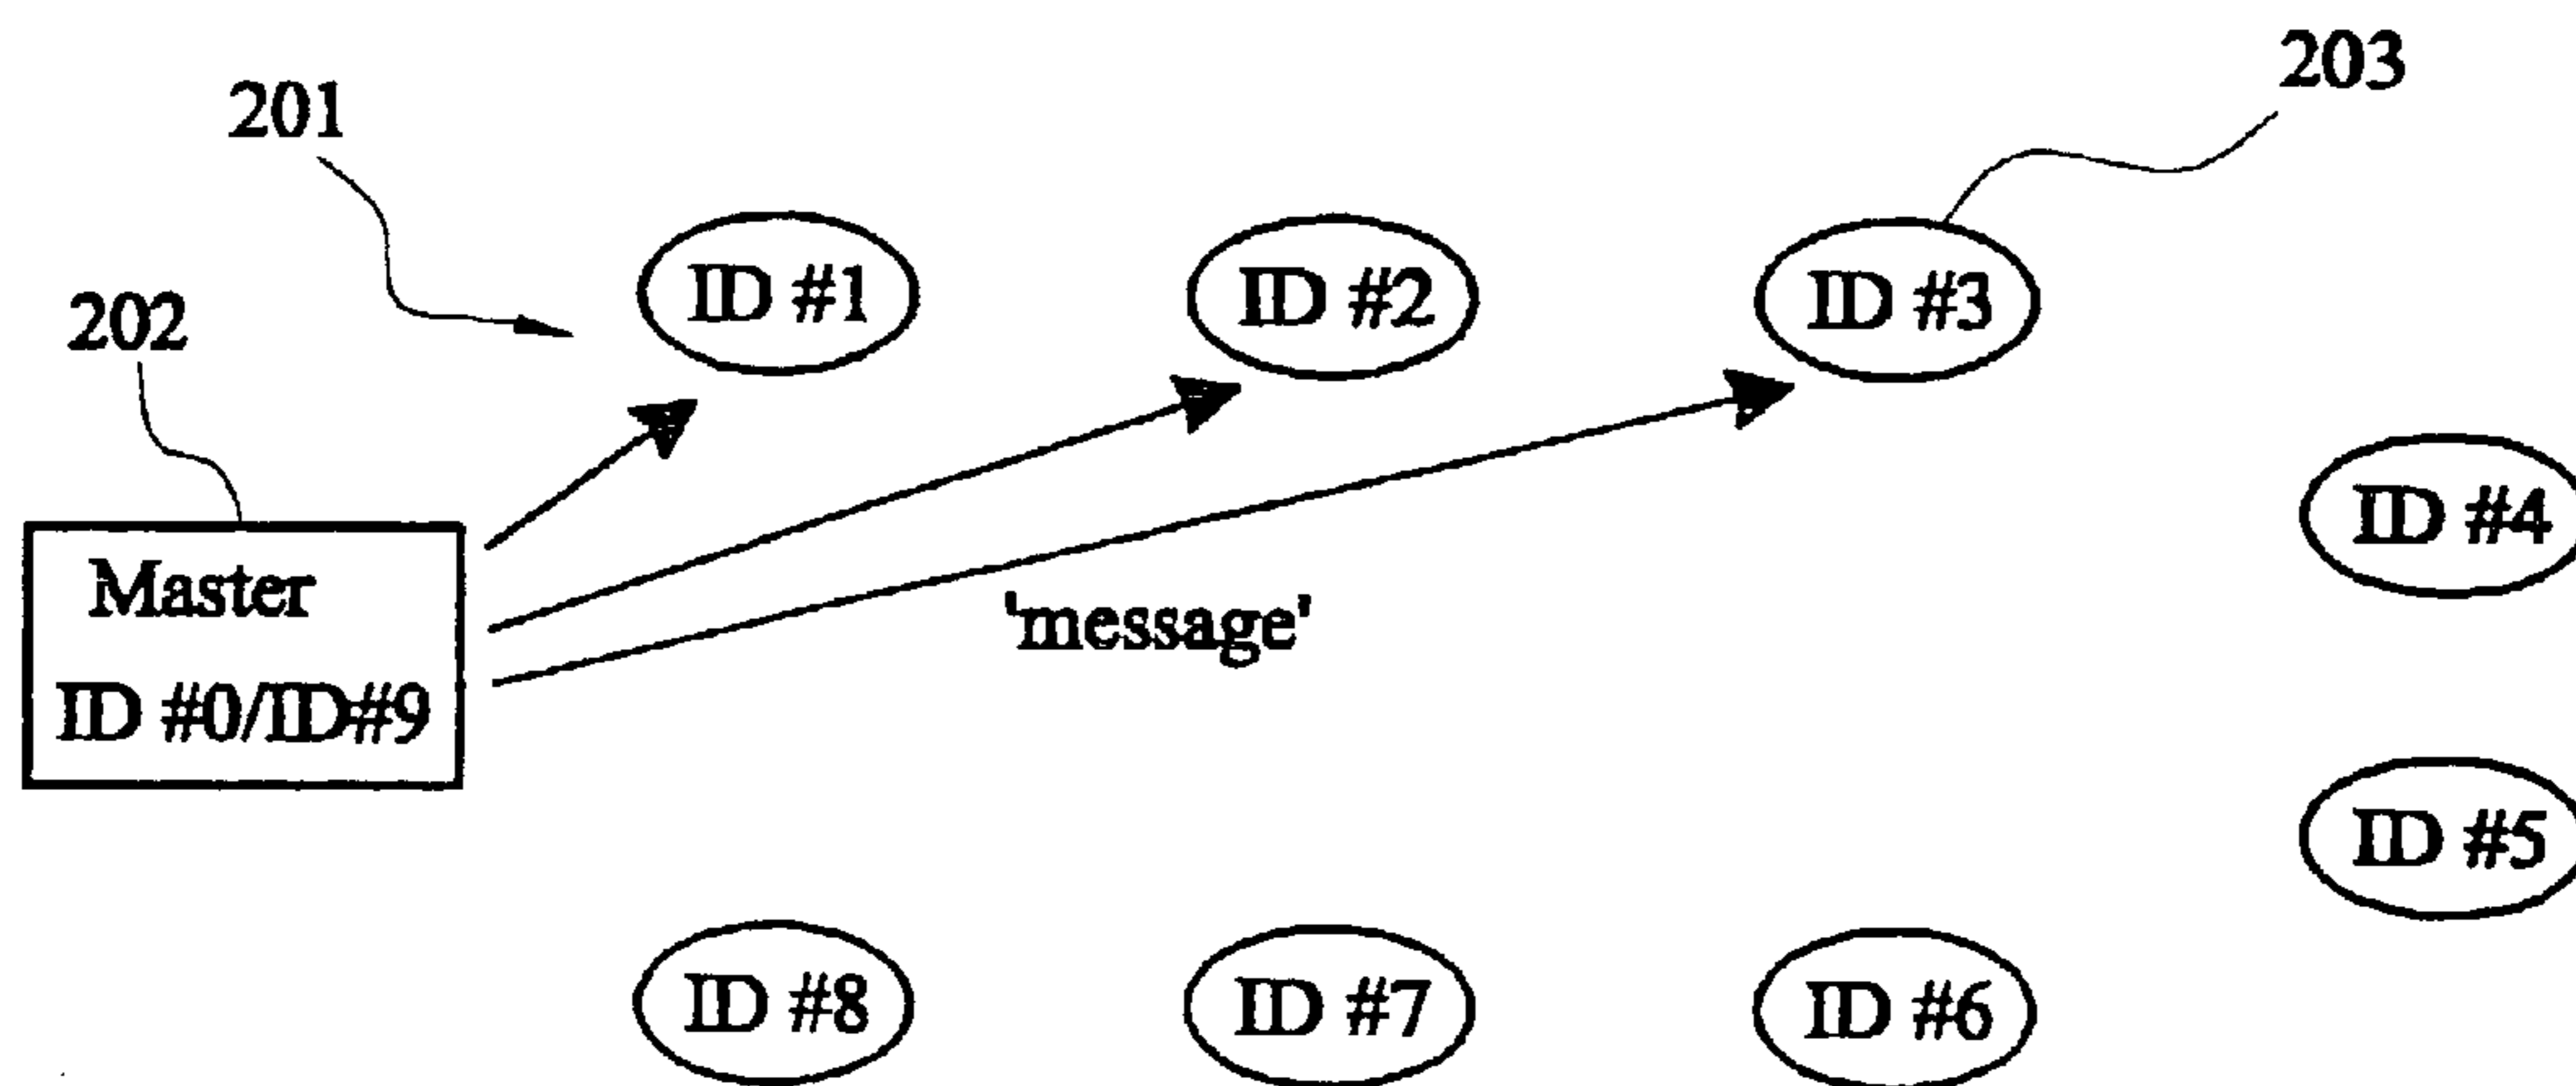 203
201
ID #1
ID #2
ID #3
202
ID #4
Master
'message'
ID #0/ID#9
ID #5
ID #8
ID #7
ID #6